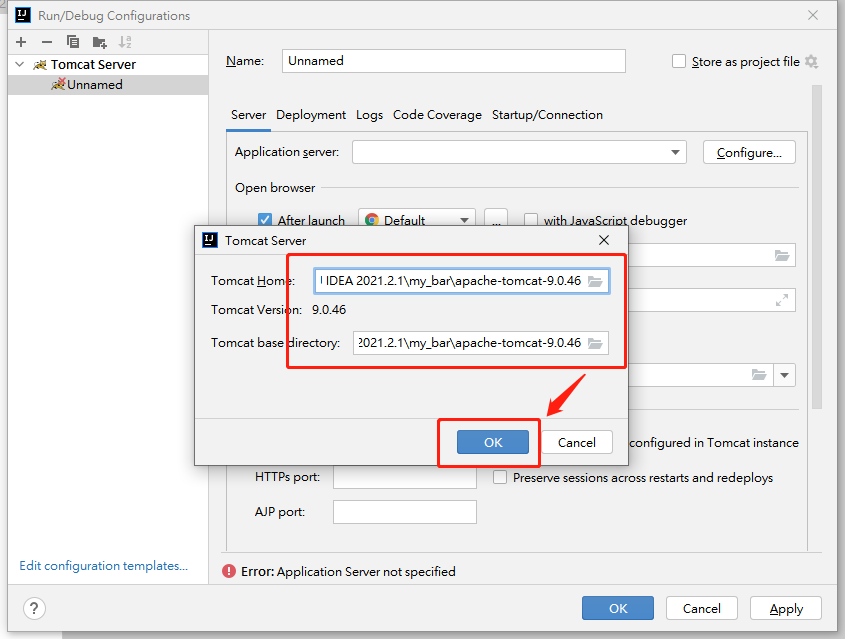 Run/Debug Configurations
Tomcat Server
Unnamed
Name: Unnamed
Store as project file
Server Deployment Logs Code Coverage Startup/Connection
Application server: Configure...
Open browser
After launch Default ... with JavaScript debugger
Tomcat Server
Tomcat Home: IDEA 2021.2.1\my_bar\apache-tomcat-9.0.46
Tomcat Version: 9.0.46
Tomcat base directory: 2021.2.1\my_bar\apache-tomcat-9.0.46
OK Cancel
configured in Tomcat instance
HTTPs port: Preserve sessions across restarts and redeploys
AJP port:
Edit configuration templates...
Error: Application Server not specified
? OK Cancel Apply